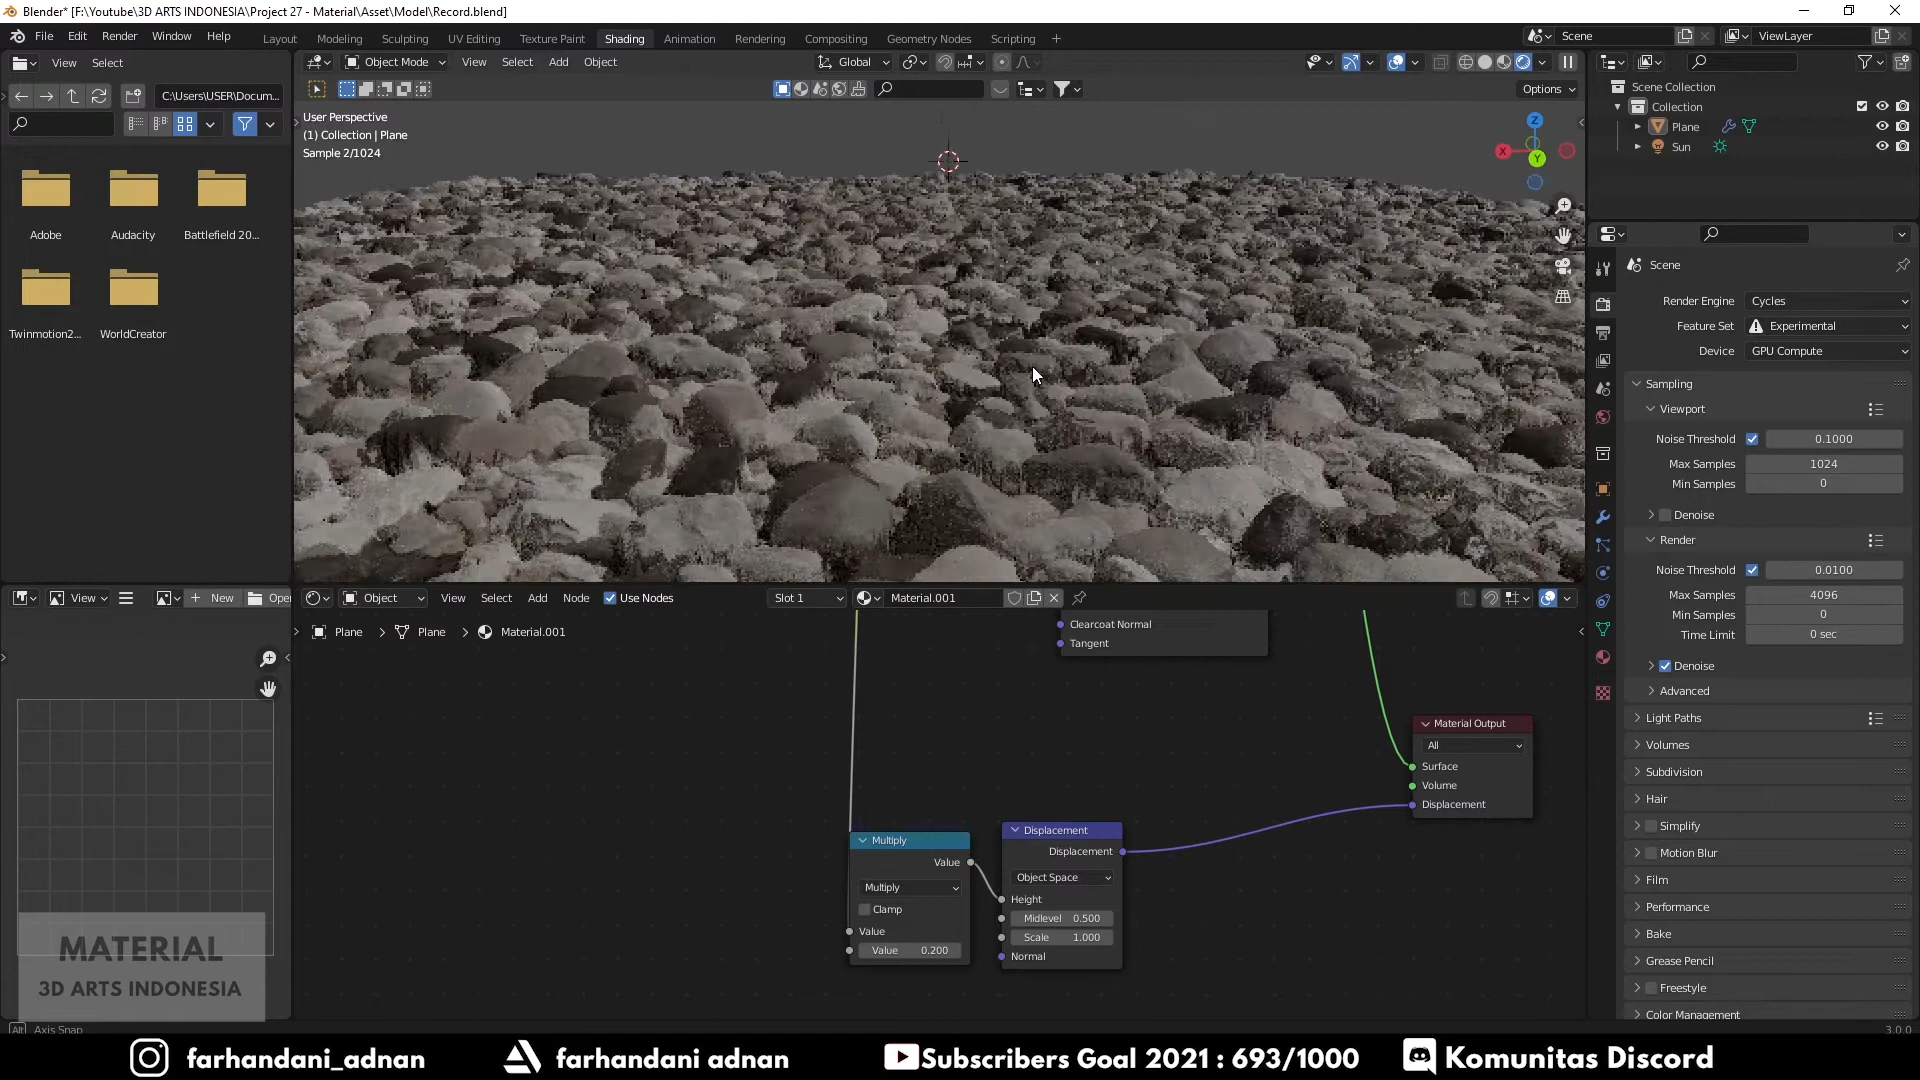 Blender* [F:\Youtube\3D ARTS INDONESIA\Project 27 - Material\Asset\Model\Record.blend]
File Edit Render Window Help
Layout Modeling Sculpting UV Editing Texture Paint Shading Animation Rendering Compositing Geometry Nodes Scripting +
Scene
ViewLayer
View Select
C:\Users\USER\Docum...
Adobe
Audacity
Battlefield 20...
Twinmotion2...
WorldCreator
Object Mode View Select Add Object
Global
Options
User Perspective
(1) Collection | Plane
Sample 2/1024
Z
X
Y
Scene Collection
Collection
Plane
Sun
Scene
Render Engine Cycles
Feature Set Experimental
Device GPU Compute
Sampling
Viewport
Noise Threshold 0.1000
Max Samples 1024
Min Samples 0
Denoise
Render
Noise Threshold 0.0100
Max Samples 4096
Min Samples 0
Time Limit 0 sec
Denoise
Advanced
Light Paths
Volumes
Subdivision
Hair
Simplify
Motion Blur
Film
Performance
Bake
Grease Pencil
Freestyle
Color Management
View
New
Open
Object View Select Add Node Use Nodes
Slot 1
Material.001
Plane > Plane > Material.001
Clearcoat Normal
Tangent
Material Output
All
Surface
Volume
Displacement
Multiply
Value
Multiply
Clamp
Value
Value 0.200
Displacement
Displacement
Object Space
Height
Midlevel 0.500
Scale 1.000
Normal
MATERIAL
3D ARTS INDONESIA
Alt Axis Snap
3.0.0
farhandani_adnan
farhandani adnan
Subscribers Goal 2021 : 693/1000
Komunitas Discord